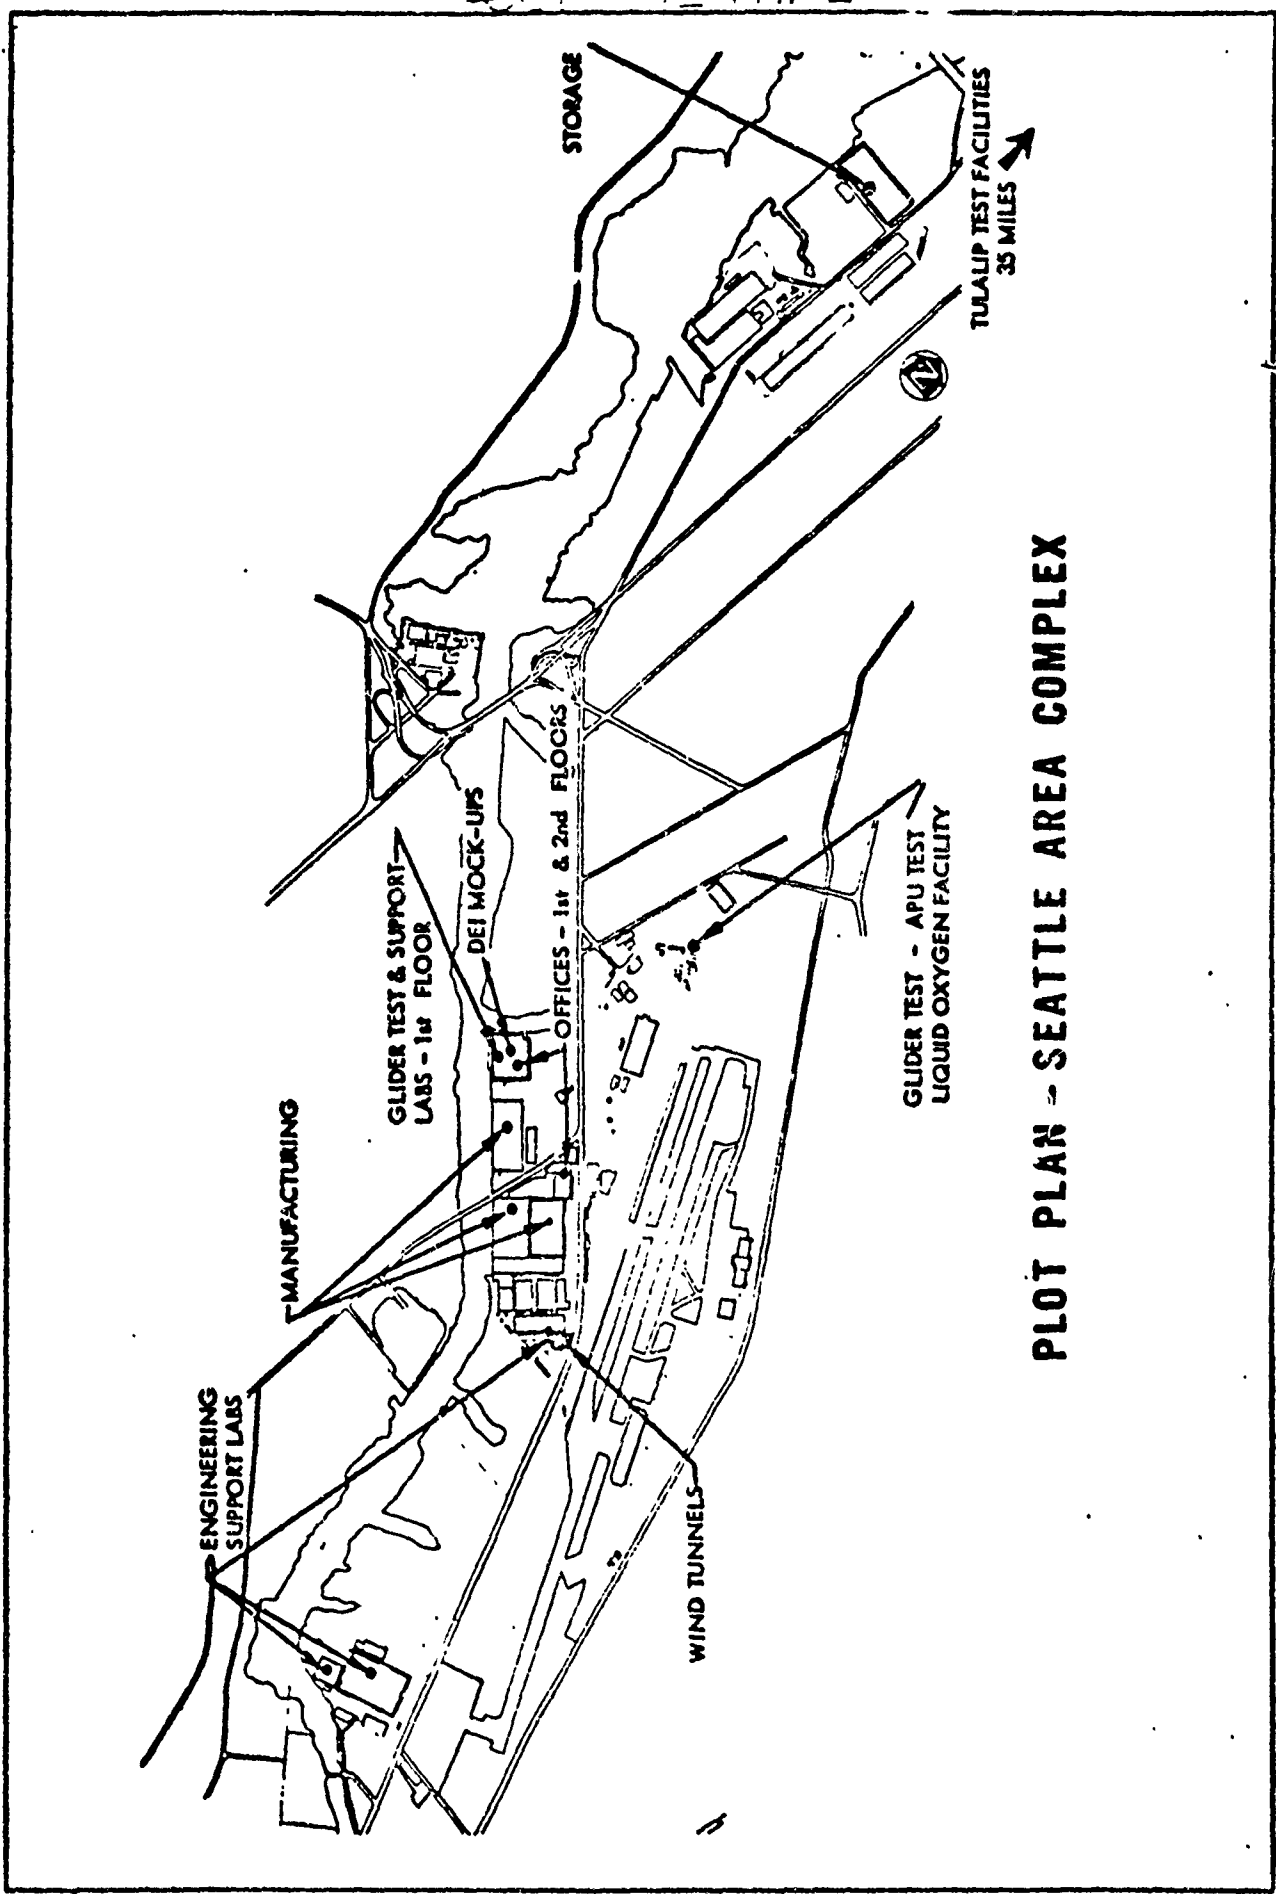 ENGINEERING
SUPPORT LABS
MANUFACTURING
GLIDER TEST & SUPPORT
LABS - 1st FLOOR
DEI MOCK-UPS
OFFICES - 1st & 2nd FLOORS
STORAGE
WIND TUNNELS
GLIDER TEST - APU TEST
LIQUID OXYGEN FACILITY
TULALIP TEST FACILITIES
35 MILES
N
PLOT PLAN - SEATTLE AREA COMPLEX